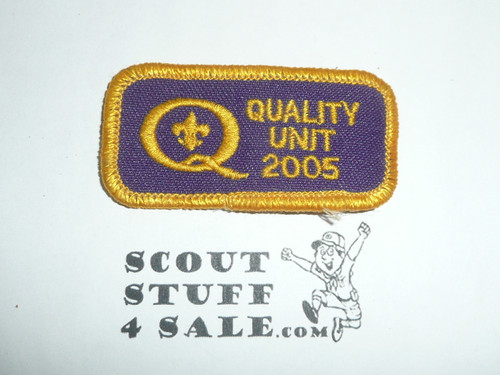 Q QUALITY
UNIT
2005
SCOUT
STUFF
4 SALE.com